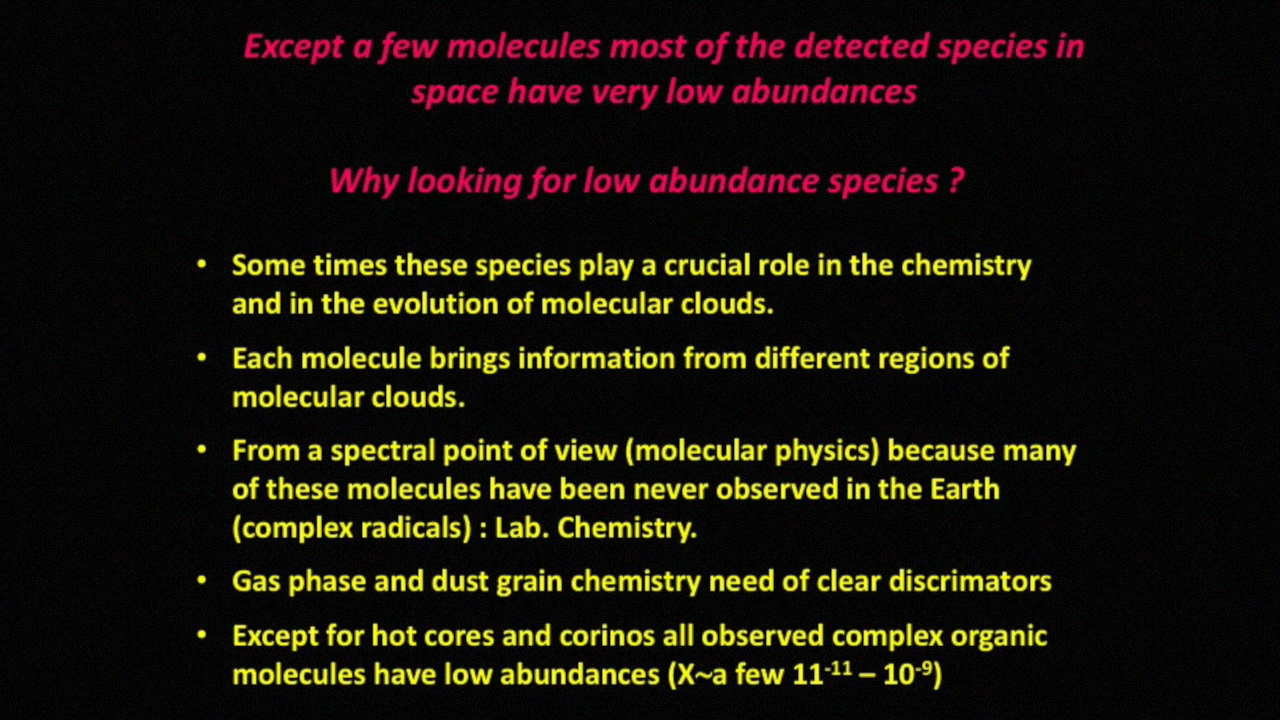 Except a few molecules most of the detected species in
space have very low abundances
Why looking for low abundance species ?
• Some times these species play a crucial role in the chemistry
and in the evolution of molecular clouds.
• Each molecule brings information from different regions of
molecular clouds.
• From a spectral point of view (molecular physics) because many
of these molecules have been never observed in the Earth
(complex radicals) : Lab. Chemistry.
• Gas phase and dust grain chemistry need of clear discrimators
• Except for hot cores and corinos all observed complex organic
molecules have low abundances (X~a few 11⁻¹¹ – 10⁻⁹)